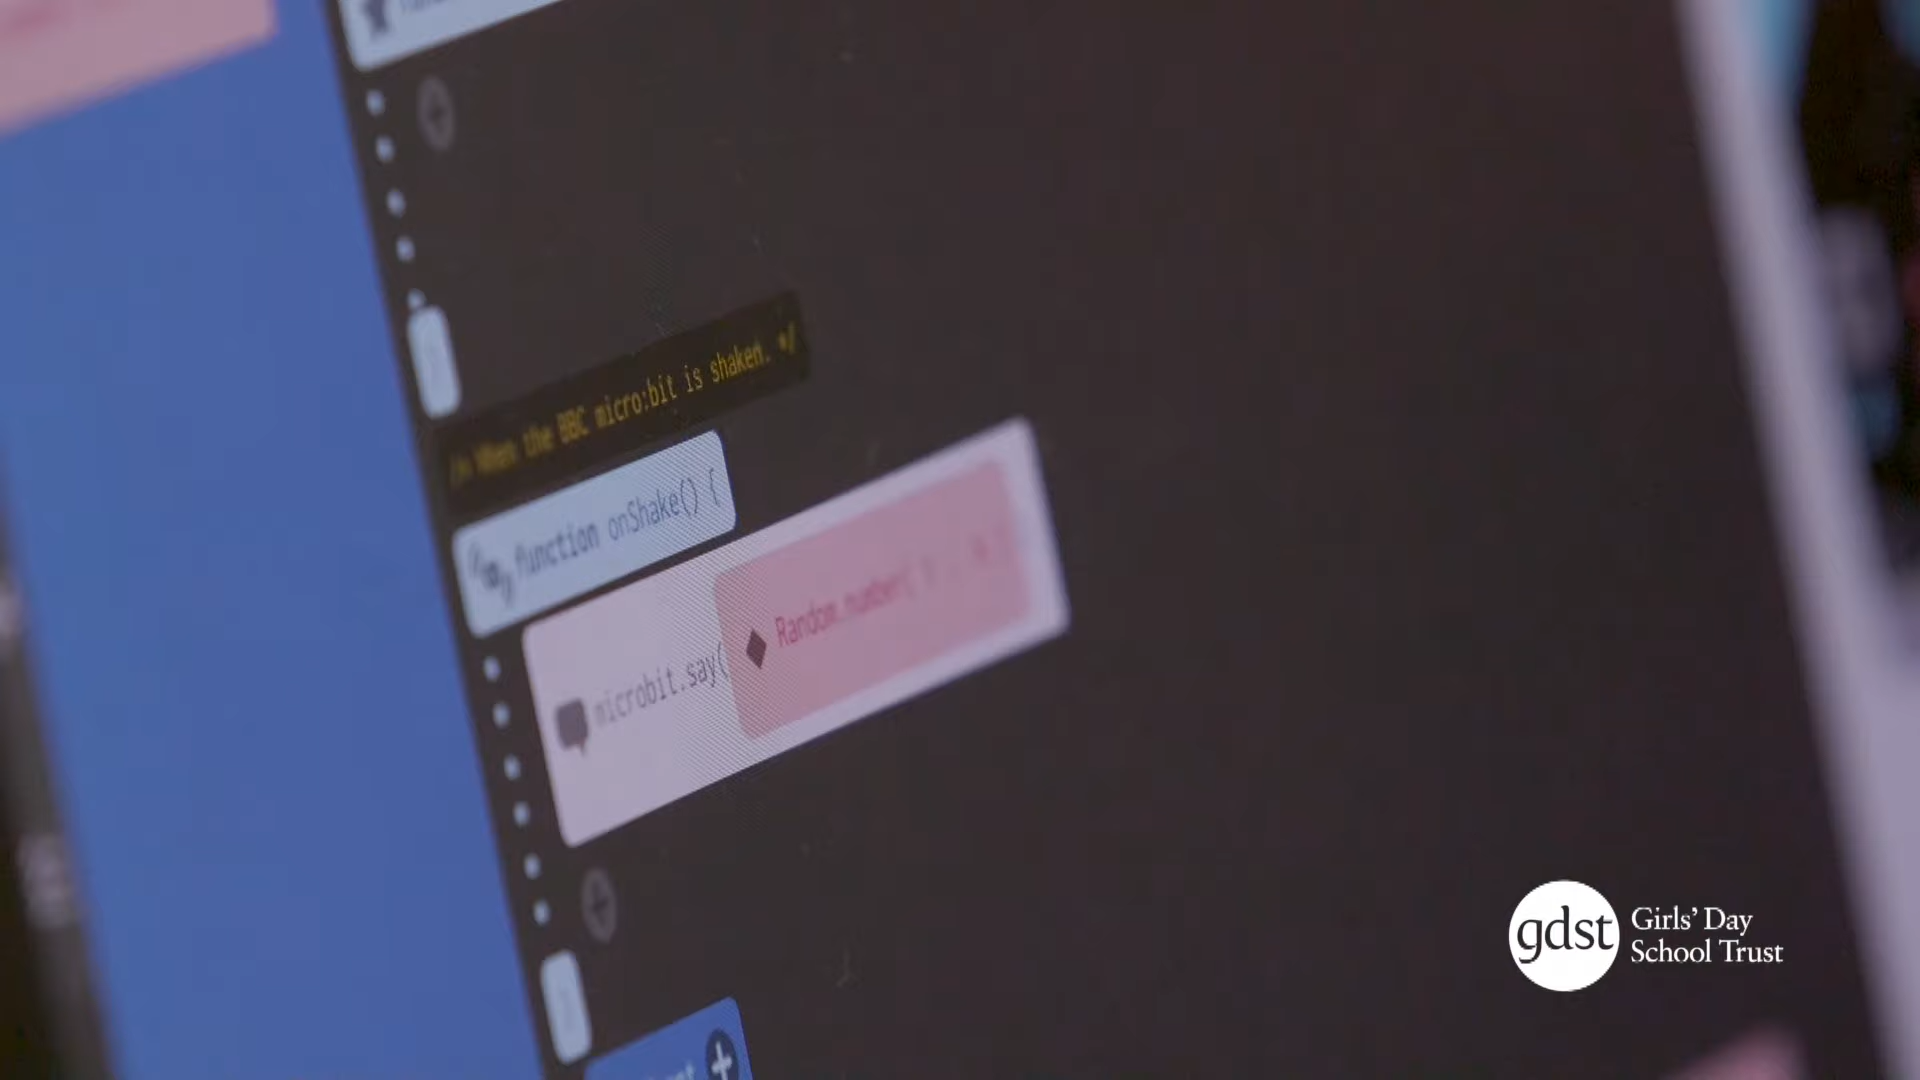 /* When the BBC micro:bit is shaken. */
function onShake() {
microbit.say( Random.number(
gdst Girls' Day
School Trust